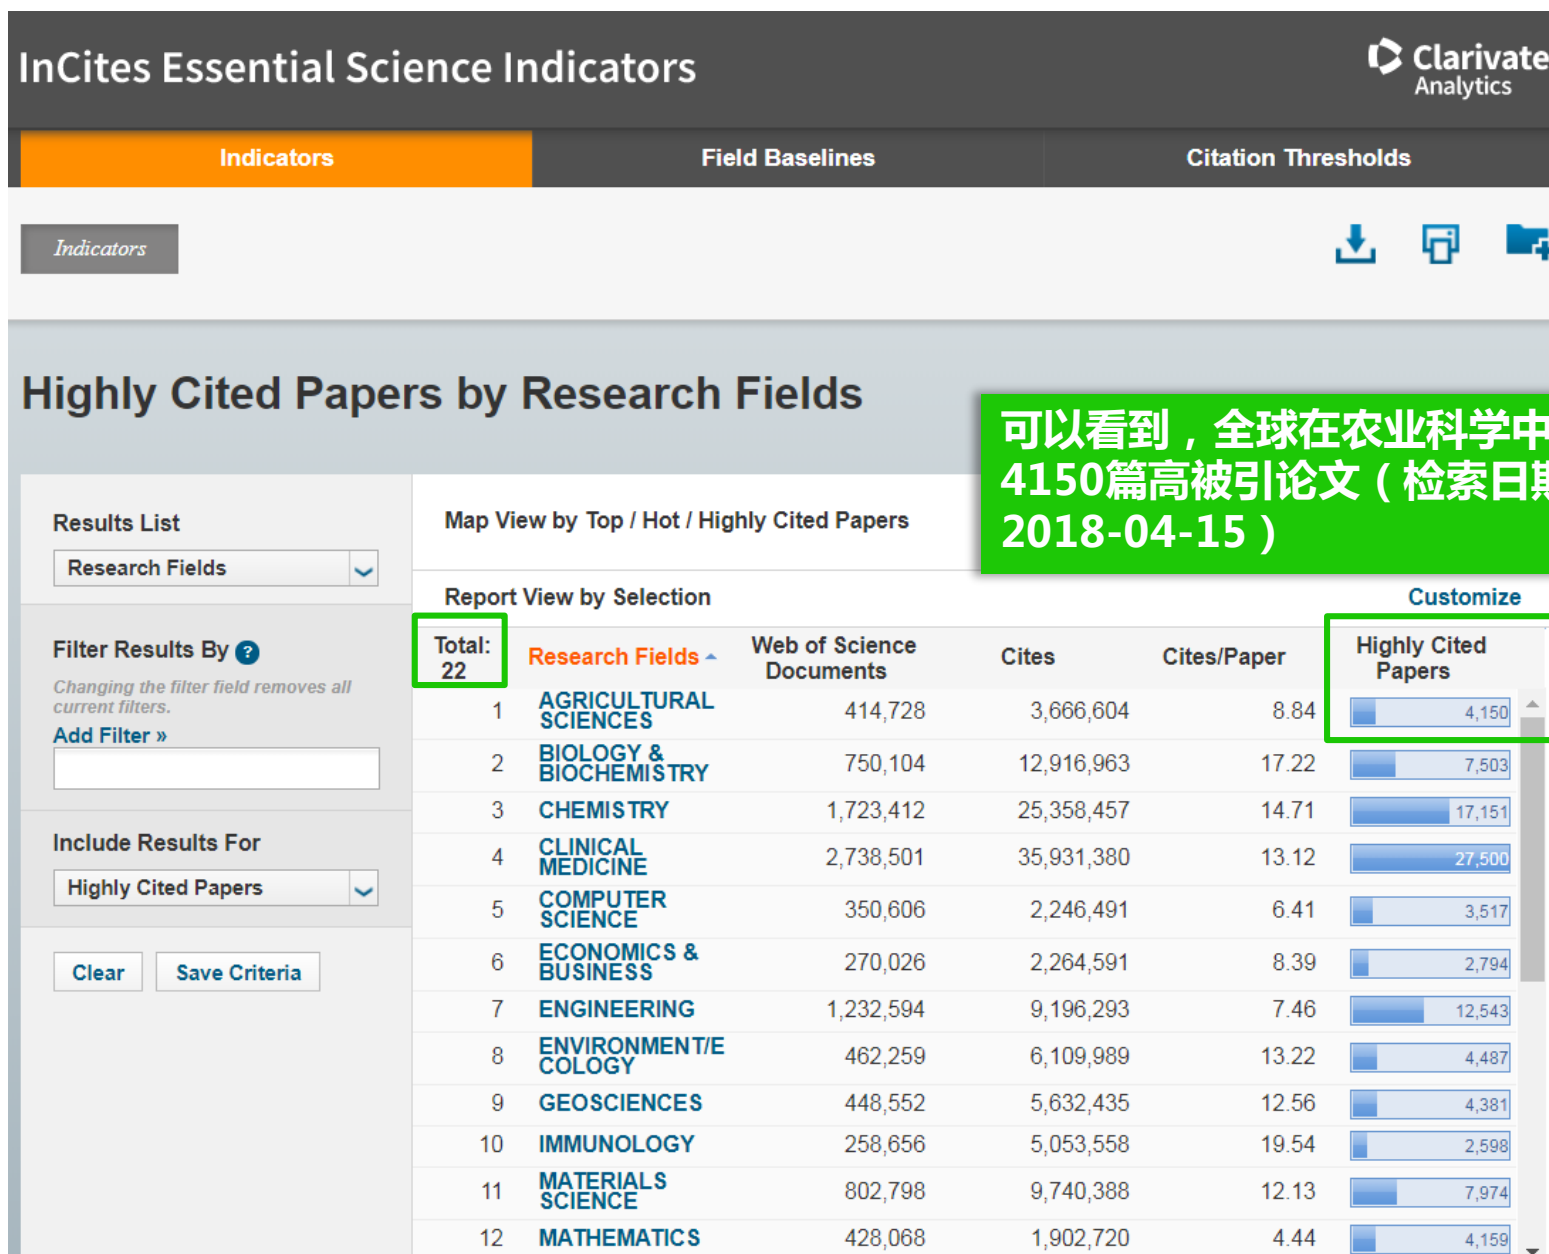 InCites Essential Science Indicators
Clarivate
Analytics
Indicators
Field Baselines
Citation Thresholds
Indicators
Highly Cited Papers by Research Fields
可以看到，全球在农业科学中
4150篇高被引论文（检索日期
2018-04-15）
Results List
Research Fields
Filter Results By ?
Changing the filter field removes all
current filters.
Add Filter »
Include Results For
Highly Cited Papers
Clear Save Criteria
Map View by Top / Hot / Highly Cited Papers
Report View by Selection
Customize
Total:
22
Research Fields
Web of Science
Documents
Cites
Cites/Paper
Highly Cited
Papers
1 AGRICULTURAL
SCIENCES 414,728 3,666,604 8.84 4,150
2 BIOLOGY &
BIOCHEMISTRY 750,104 12,916,963 17.22 7,503
3 CHEMISTRY 1,723,412 25,358,457 14.71 17,151
4 CLINICAL
MEDICINE 2,738,501 35,931,380 13.12 27,500
5 COMPUTER
SCIENCE 350,606 2,246,491 6.41 3,517
6 ECONOMICS &
BUSINESS 270,026 2,264,591 8.39 2,794
7 ENGINEERING 1,232,594 9,196,293 7.46 12,543
8 ENVIRONMENT/E
COLOGY 462,259 6,109,989 13.22 4,487
9 GEOSCIENCES 448,552 5,632,435 12.56 4,381
10 IMMUNOLOGY 258,656 5,053,558 19.54 2,598
11 MATERIALS
SCIENCE 802,798 9,740,388 12.13 7,974
12 MATHEMATICS 428,068 1,902,720 4.44 4,159